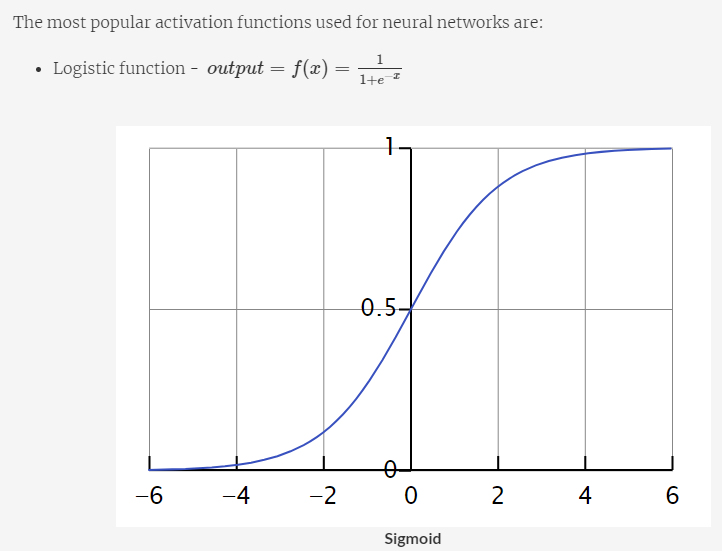 The most popular activation functions used for neural networks are:
• Logistic function - output = f(x) = 1/(1+e^-x)
1
0.5
0
−6 −4 −2 0 2 4 6
Sigmoid